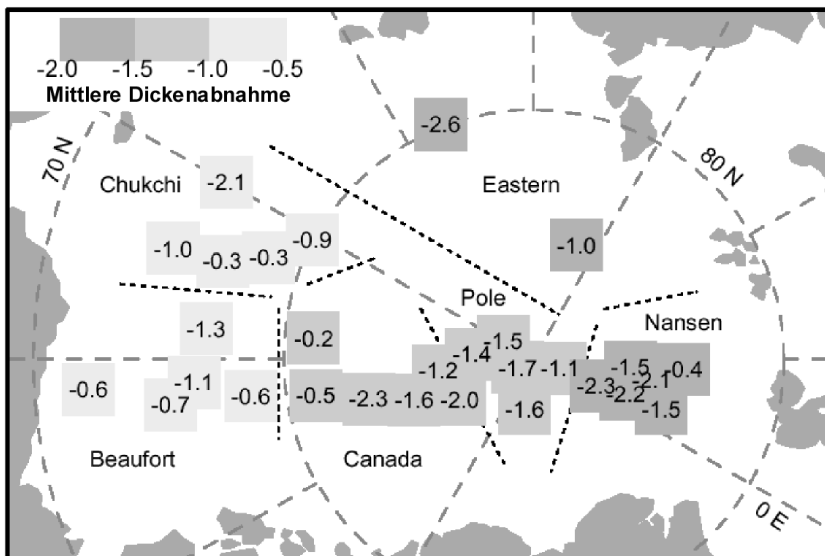 -2.0 -1.5 -1.0 -0.5
Mittlere Dickenabnahme
-2.6
70 N
80 N
Chukchi
-2.1
Eastern
-1.0
-0.3
-0.3
-0.9
-1.0
Pole
Nansen
-1.3
-0.2
-1.2
-1.4
-1.5
-1.7
-1.1
-2.3
-1.5
-2.2
-2.1
-0.4
-1.5
-0.6
-0.7
-1.1
-0.6
-0.5
-2.3
-1.6
-2.0
-1.6
Beaufort
Canada
0 E